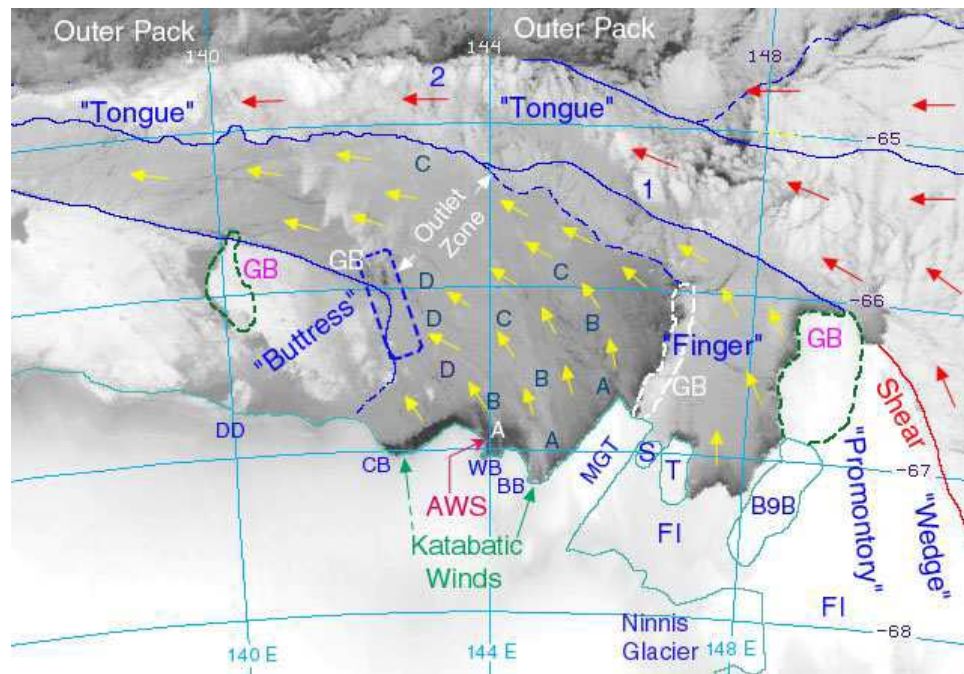 Outer Pack
Outer Pack
140
144
148
2
"Tongue"
"Tongue"
-65
C
1
Outlet
Zone
GB
GB
C
D
-66
"Buttress"
D
C
B
"Finger"
GB
D
B
A
GB
Shear
B
A
DD
A
MGT
S
T
-67
CB
WB
BB
B9B
AWS
"Promontory"
"Wedge"
Katabatic
Winds
FI
FI
Ninnis
Glacier
-68
140 E
144 E
148 E